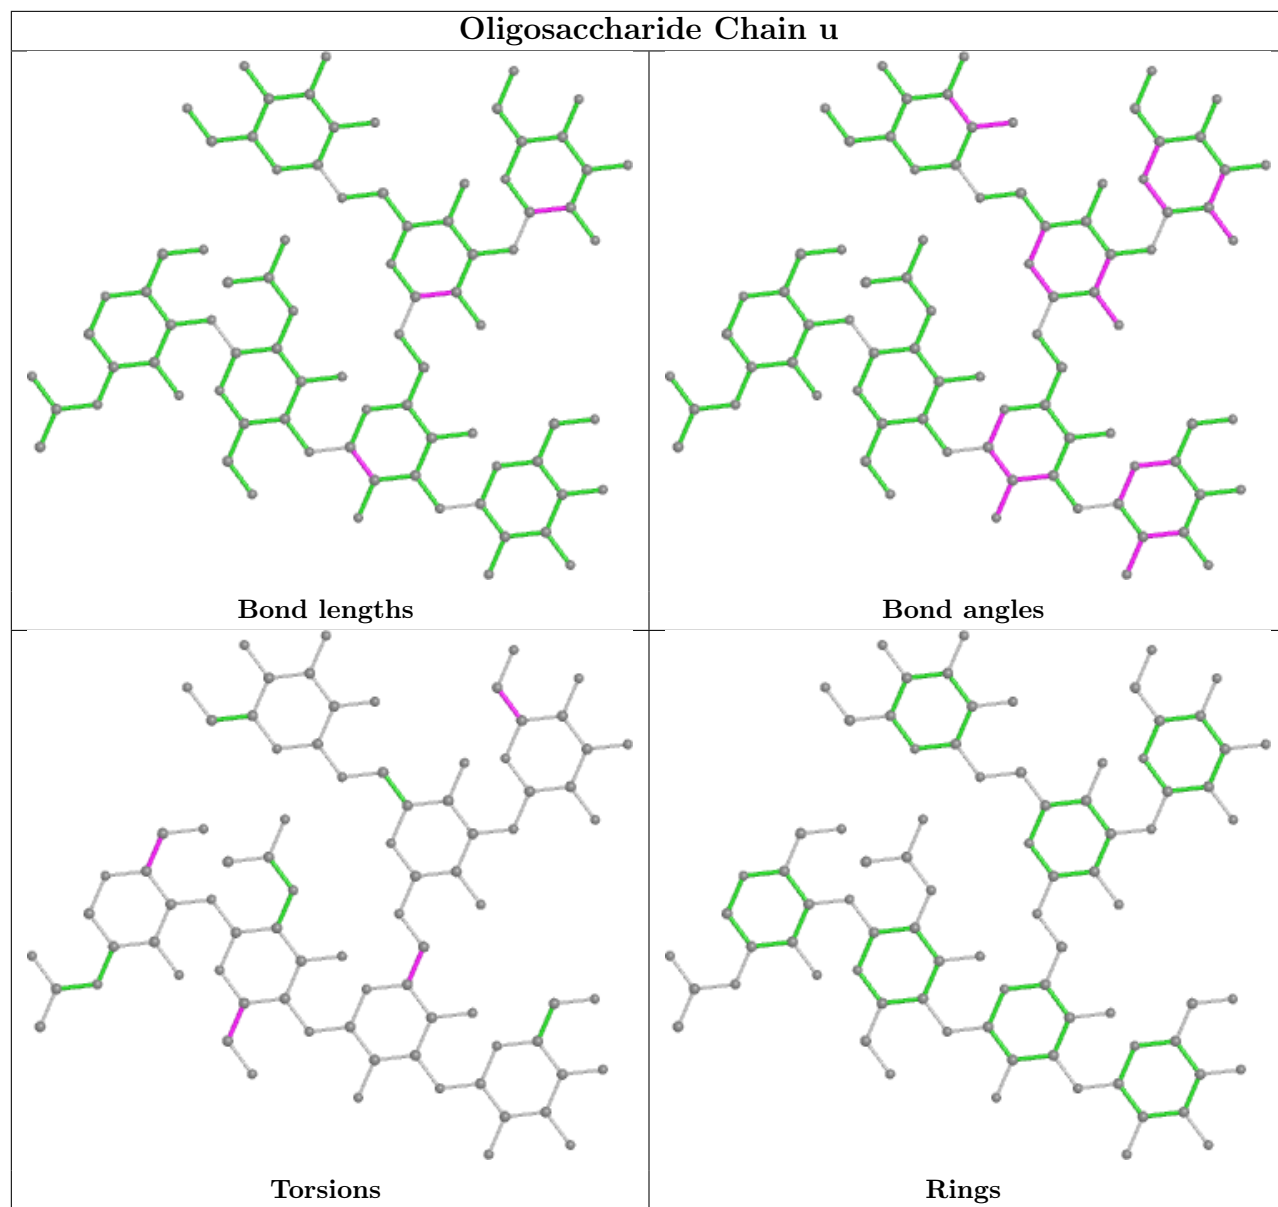 Oligosaccharide Chain u
Bond lengths
Bond angles
Torsions
Rings